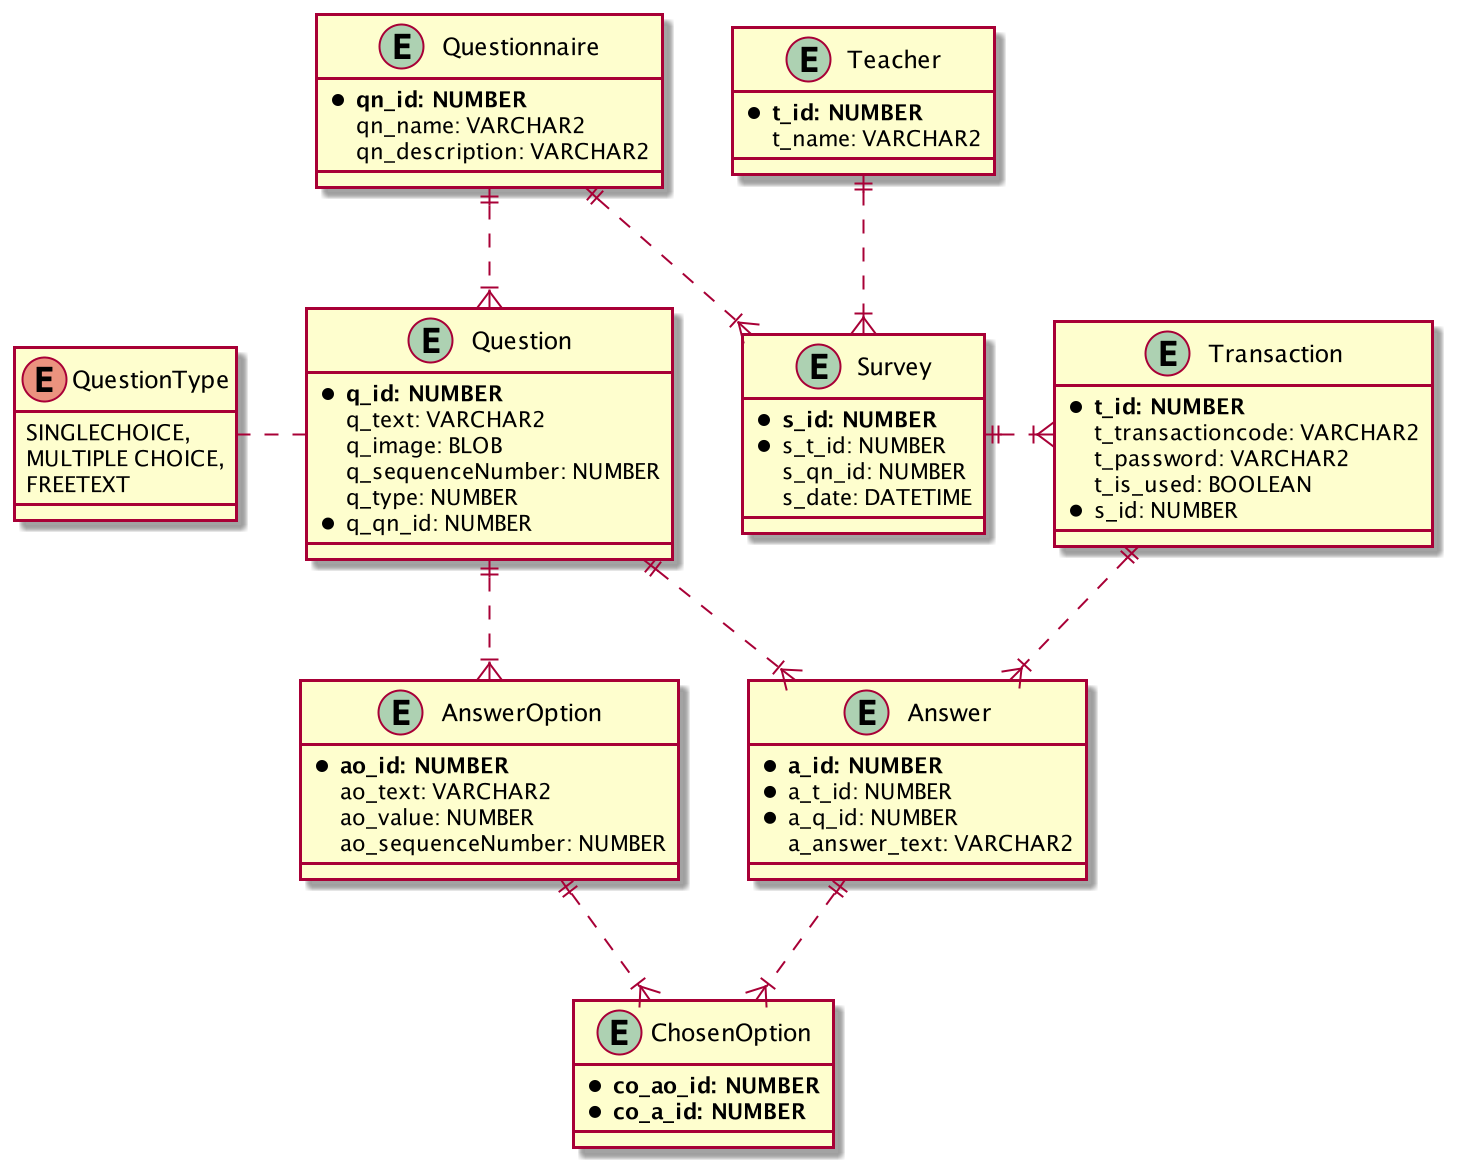 E Questionnaire
qn_id: NUMBER
qn_name: VARCHAR2
qn_description: VARCHAR2
E Teacher
t_id: NUMBER
t_name: VARCHAR2
E QuestionType
SINGLECHOICE,
MULTIPLE CHOICE,
FREETEXT
E Question
q_id: NUMBER
q_text: VARCHAR2
q_image: BLOB
q_sequenceNumber: NUMBER
q_type: NUMBER
q_qn_id: NUMBER
E Survey
s_id: NUMBER
s_t_id: NUMBER
s_qn_id: NUMBER
s_date: DATETIME
E Transaction
t_id: NUMBER
t_transactioncode: VARCHAR2
t_password: VARCHAR2
t_is_used: BOOLEAN
s_id: NUMBER
E AnswerOption
ao_id: NUMBER
ao_text: VARCHAR2
ao_value: NUMBER
ao_sequenceNumber: NUMBER
E Answer
a_id: NUMBER
a_t_id: NUMBER
a_q_id: NUMBER
a_answer_text: VARCHAR2
E ChosenOption
co_ao_id: NUMBER
co_a_id: NUMBER